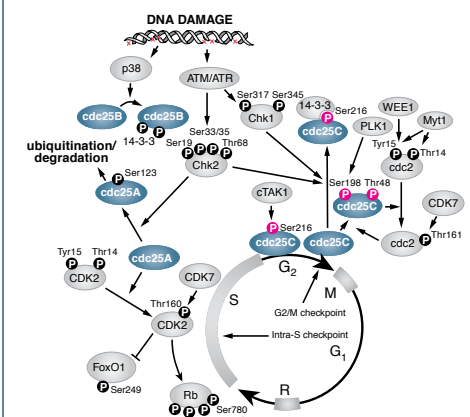 DNA DAMAGE
p38
ATM/ATR
Ser317 Ser345
Chk1
14-3-3
P Ser216
cdc25C
WEE1
Myt1
PLK1
cdc25B
cdc25B
P P
14-3-3
Ser33/35
Ser19 P P P P Thr68
Chk2
P P
Tyr15
P P Thr14
cdc2
ubiquitination/
degradation
P Ser123
cdc25A
cTAK1
P Ser216
cdc25C
cdc25C
Ser198 Thr48
P P
cdc25C
CDK7
cdc2
P Thr161
Tyr15 Thr14
P P
CDK2
cdc25A
CDK7
Thr160
P
CDK2
G2
S
M
G2/M checkpoint
Intra-S checkpoint
G1
R
FoxO1
P Ser249
Rb
P P P P Ser780